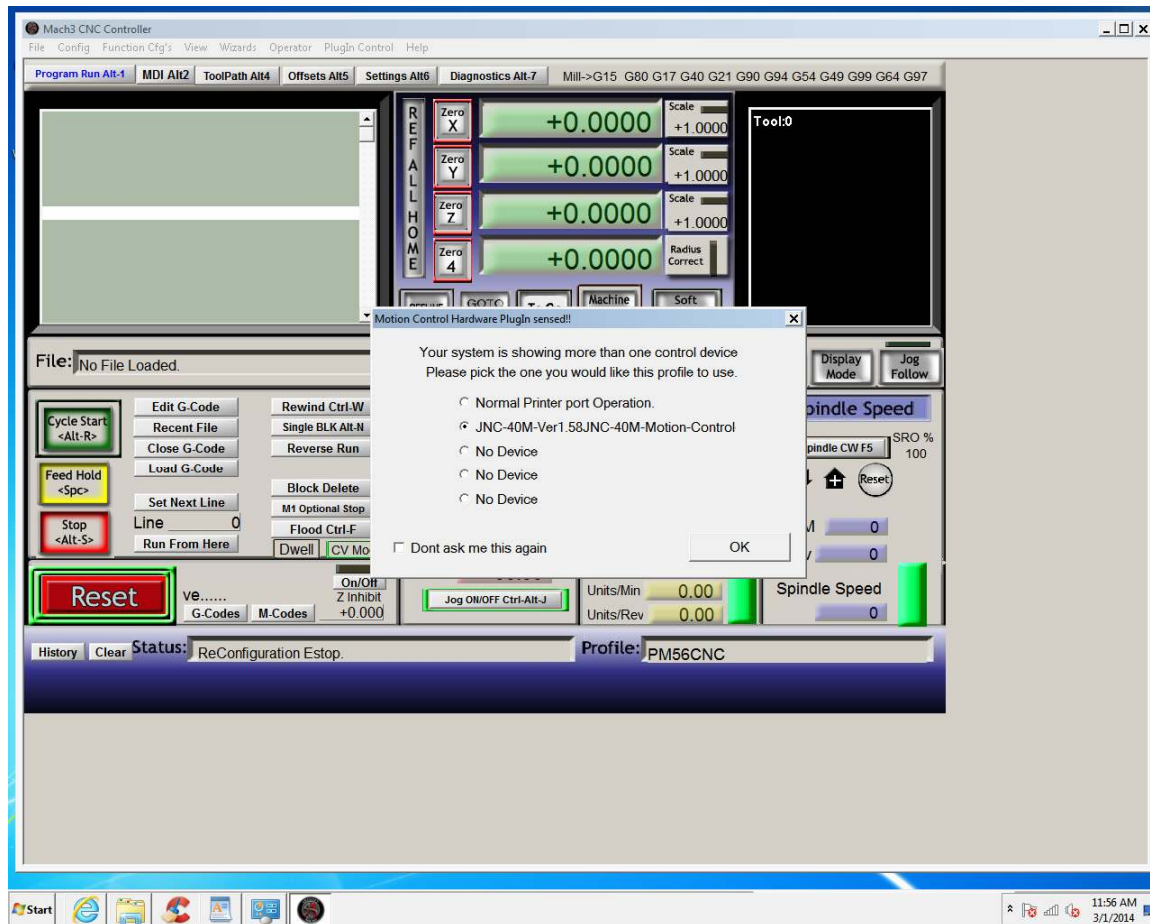 Mach3 CNC Controller
File Config Function Cfg's View Wizards Operator PlugIn Control Help
Program Run Alt-1 MDI Alt2 ToolPath Alt4 Offsets Alt5 Settings Alt6 Diagnostics Alt-7 Mill->G15 G80 G17 G40 G21 G90 G94 G54 G49 G99 G64 G97
REF ALL HOME
Zero X +0.0000 Scale +1.0000
Zero Y +0.0000 Scale +1.0000
Zero Z +0.0000 Scale +1.0000
Zero 4 +0.0000 Radius Correct
Tool:0
GOTO Machine Soft
Motion Control Hardware PlugIn sensed!!
Your system is showing more than one control device
Please pick the one you would like this profile to use.
Normal Printer port Operation.
JNC-40M-Ver1.58JNC-40M-Motion-Control
No Device
No Device
No Device
Dont ask me this again
OK
File: No File Loaded.
Display Mode
Jog Follow
Cycle Start <Alt-R>
Feed Hold <Spc>
Stop <Alt-S>
Edit G-Code
Recent File
Close G-Code
Load G-Code
Set Next Line
Line 0
Run From Here
Rewind Ctrl-W
Single BLK Alt-N
Reverse Run
Block Delete
M1 Optional Stop
Flood Ctrl-F
Dwell CV Mo
pindle Speed
pindle CW F5
SRO % 100
Reset
M 0
0
Spindle Speed
0
Reset
ve......
G-Codes M-Codes
On/Off
Z Inhibit
+0.000
Jog ON/OFF Ctrl-Alt-J
Units/Min 0.00
Units/Rev 0.00
History Clear Status: ReConfiguration Estop. Profile: PM56CNC
Start
11:56 AM
3/1/2014